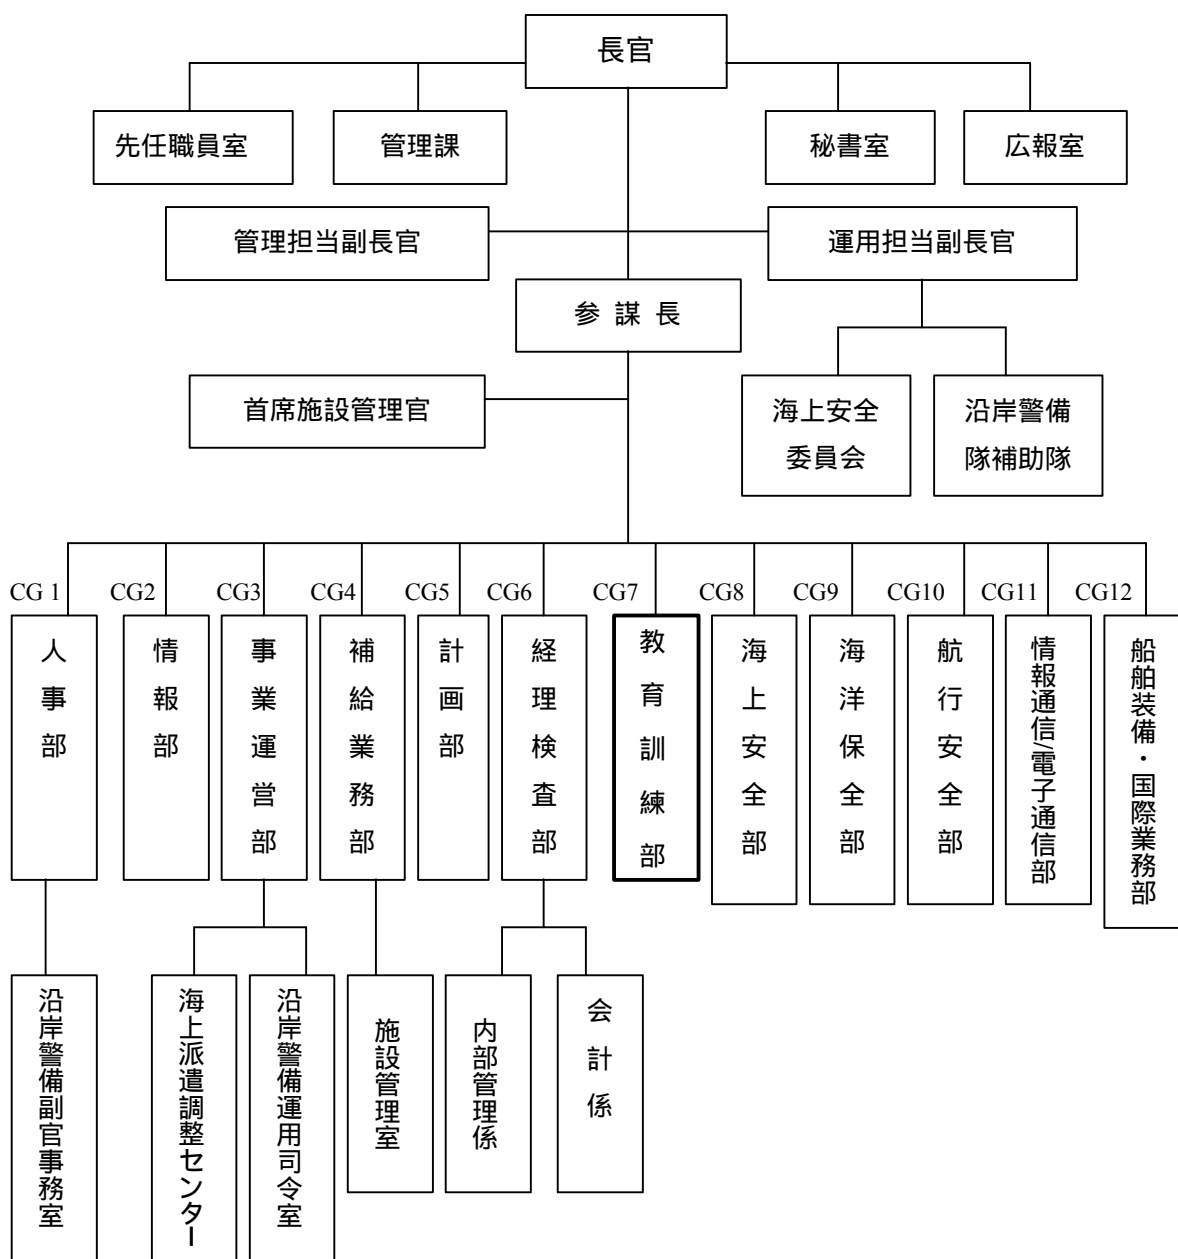 長官
先任職員室
管理課
秘書室
広報室
管理担当副長官
運用担当副長官
参謀長
首席施設管理官
海上安全
委員会
沿岸警備
隊補助隊
CG 1
CG2
CG3
CG4
CG5
CG6
CG7
CG8
CG9
CG10
CG11
CG12
人事部
情報部
事業運営部
補給業務部
計画部
経理検査部
教育訓練部
海上安全部
海洋保全部
航行安全部
情報通信/電子通信部
船舶装備・国際業務部
沿岸警備副官事務室
海上派遣調整センター
沿岸警備運用司令室
施設管理室
内部管理係
会計係